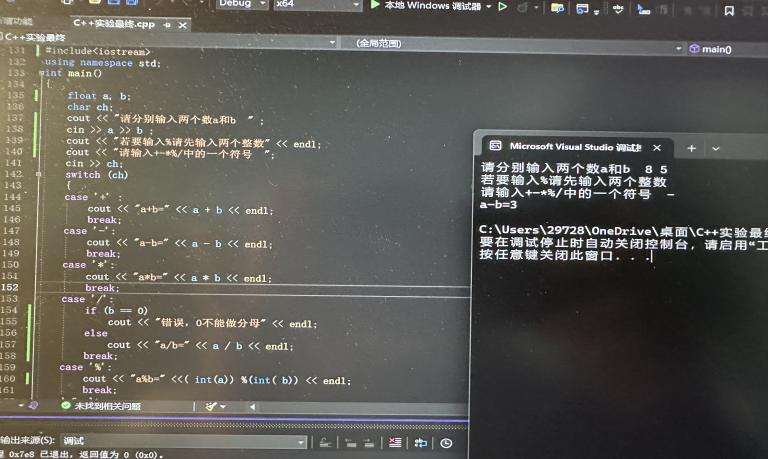 Debug
x64
本地 Windows 调试器
增功能
C++实验最终.cpp
C++实验最终
(全局范围)
main()
131 #include<iostream>
132 using namespace std;
133 int main()
134 {
135 float a, b;
136 char ch;
137 cout << "请分别输入两个数a和b  " ;
138 cin >> a >> b ;
139 cout << "若要输入%请先输入两个整数" << endl;
140 cout << "请输入+-*%/中的一个符号  ";
141 cin >> ch;
142 switch (ch)
143 {
144 case '+' :
145 cout << "a+b=" << a + b << endl;
146 break;
147 case '-':
148 cout << "a-b=" << a - b << endl;
149 break;
150 case '*':
151 cout << "a*b=" << a * b << endl;
152 break;
153 case '/':
154 if (b == 0)
155 cout << "错误，0不能做分母" << endl;
156 else
157 cout << "a/b=" << a / b << endl;
158 break;
159 case '%':
160 cout << "a%b=" <<( int(a)) %(int( b)) << endl;
161 break;
未找到相关问题
输出来源(S): 调试
0x7e8 已退出，返回值为 0 (0x0)。
Microsoft Visual Studio 调试
请分别输入两个数a和b  8 5
若要输入%请先输入两个整数
请输入+-*%/中的一个符号  -
a-b=3
C:\Users\29728\OneDrive\桌面\C++实验最终
要在调试停止时自动关闭控制台，请启用"工
按任意键关闭此窗口. . .